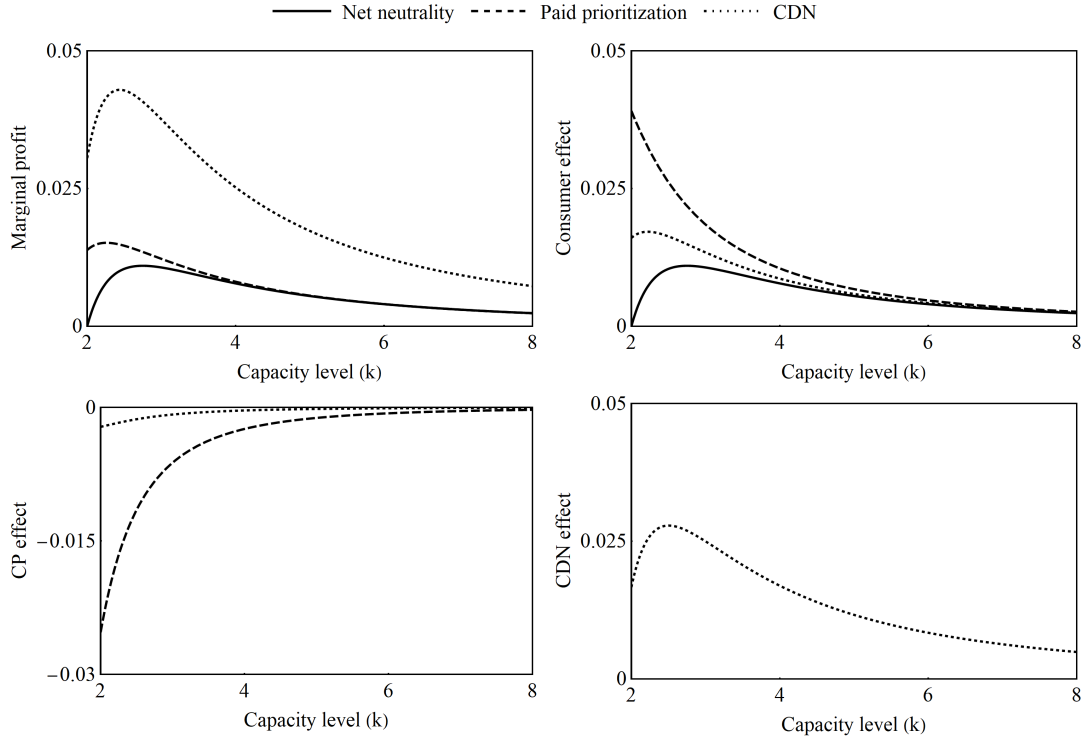 Net neutrality Paid prioritization CDN
0.05
0.025
0
2 4 6 8
Marginal profit
Capacity level (k)
0.05
0.025
0
2 4 6 8
Consumer effect
Capacity level (k)
0
−0.015
−0.03
2 4 6 8
CP effect
Capacity level (k)
0.05
0.025
0
2 4 6 8
CDN effect
Capacity level (k)